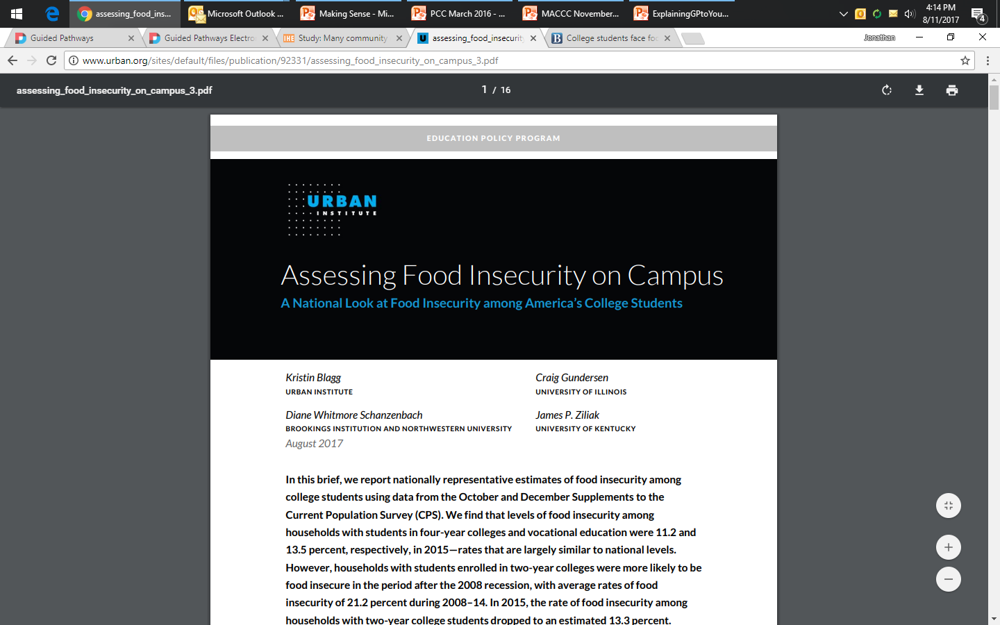 assessing_food_ins...
Microsoft Outlook ...
Making Sense - Mi...
PCC March 2016 - ...
MACCC November...
ExplainingGPtoYou...
4:14 PM
8/11/2017
4
Guided Pathways
Guided Pathways Electro
IHE Study: Many community
U assessing_food_insecurity
B College students face foo
Jonathan
www.urban.org/sites/default/files/publication/92331/assessing_food_insecurity_on_campus_3.pdf
assessing_food_insecurity_on_campus_3.pdf
1 / 16
EDUCATION POLICY PROGRAM
URBAN
INSTITUTE
Assessing Food Insecurity on Campus
A National Look at Food Insecurity among America’s College Students
Kristin Blagg
URBAN INSTITUTE
Craig Gundersen
UNIVERSITY OF ILLINOIS
Diane Whitmore Schanzenbach
BROOKINGS INSTITUTION AND NORTHWESTERN UNIVERSITY
James P. Ziliak
UNIVERSITY OF KENTUCKY
August 2017
In this brief, we report nationally representative estimates of food insecurity among
college students using data from the October and December Supplements to the
Current Population Survey (CPS). We find that levels of food insecurity among
households with students in four-year colleges and vocational education were 11.2 and
13.5 percent, respectively, in 2015—rates that are largely similar to national levels.
However, households with students enrolled in two-year colleges were more likely to be
food insecure in the period after the 2008 recession, with average rates of food
insecurity of 21.2 percent during 2008–14. In 2015, the rate of food insecurity among
households with two-year college students dropped to an estimated 13.3 percent.